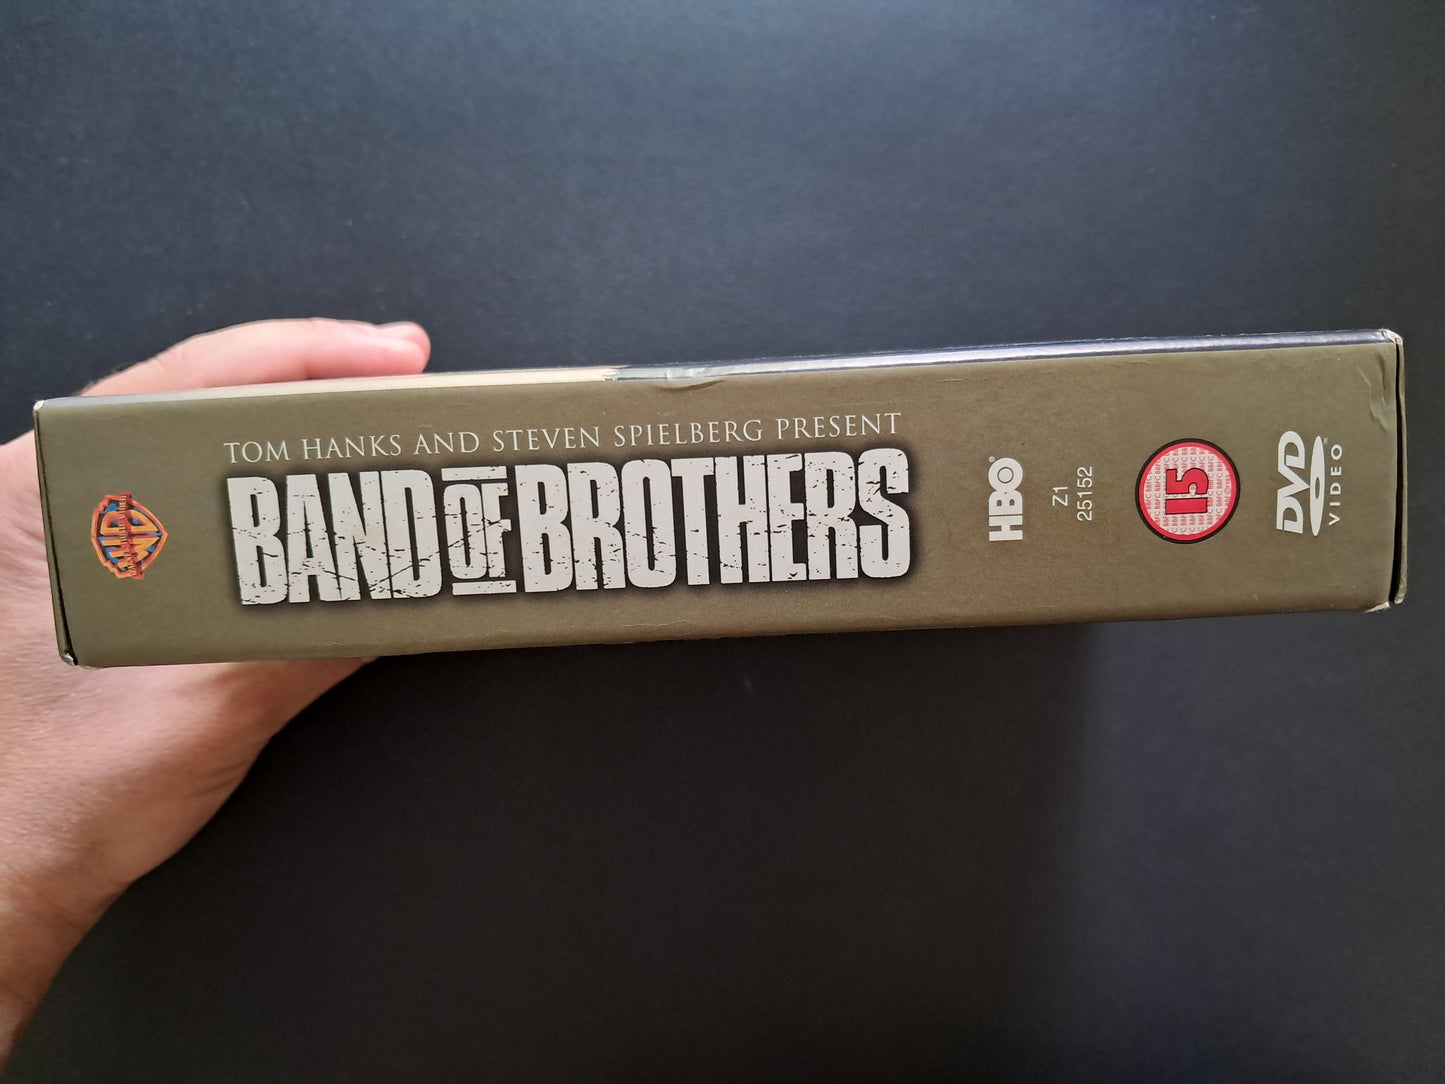 TOM HANKS AND STEVEN SPIELBERG PRESENT
BAND OF BROTHERS
HBO
Z1
25152
15
DVD
VIDEO